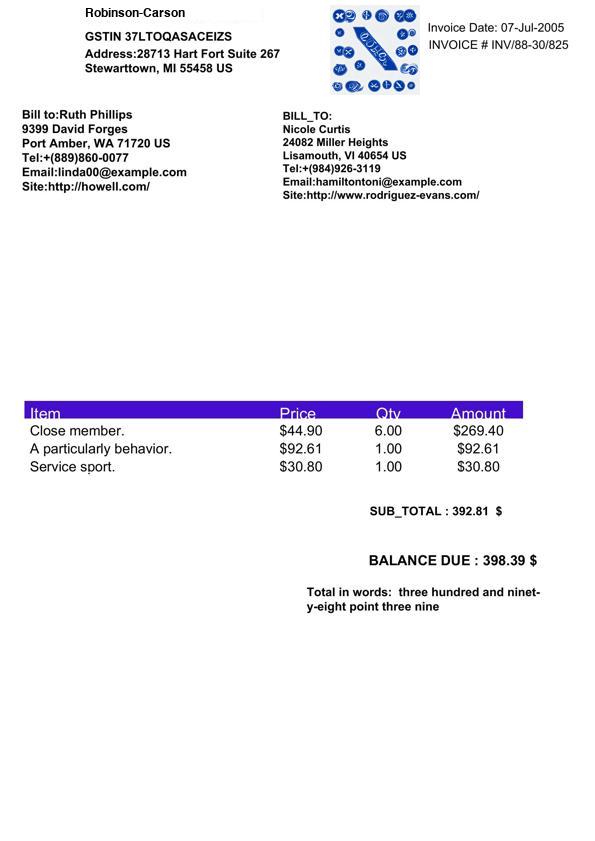 Robinson-Carson
GSTIN 37LTOQASACEIZS
Address:28713 Hart Fort Suite 267
Stewarttown, MI 55458 US
Invoice Date: 07-Jul-2005
INVOICE # INV/88-30/825
Bill to:Ruth Phillips
9399 David Forges
Port Amber, WA 71720 US
Tel:+(889)860-0077
Email:linda00@example.com
Site:http://howell.com/
BILL_TO:
Nicole Curtis
24082 Miller Heights
Lisamouth, VI 40654 US
Tel:+(984)926-3119
Email:hamiltontoni@example.com
Site:http://www.rodriguez-evans.com/
Item Price Qty Amount
Close member. $44.90 6.00 $269.40
A particularly behavior. $92.61 1.00 $92.61
Service sport. $30.80 1.00 $30.80
SUB_TOTAL : 392.81 $
BALANCE DUE : 398.39 $
Total in words: three hundred and ninet-
y-eight point three nine